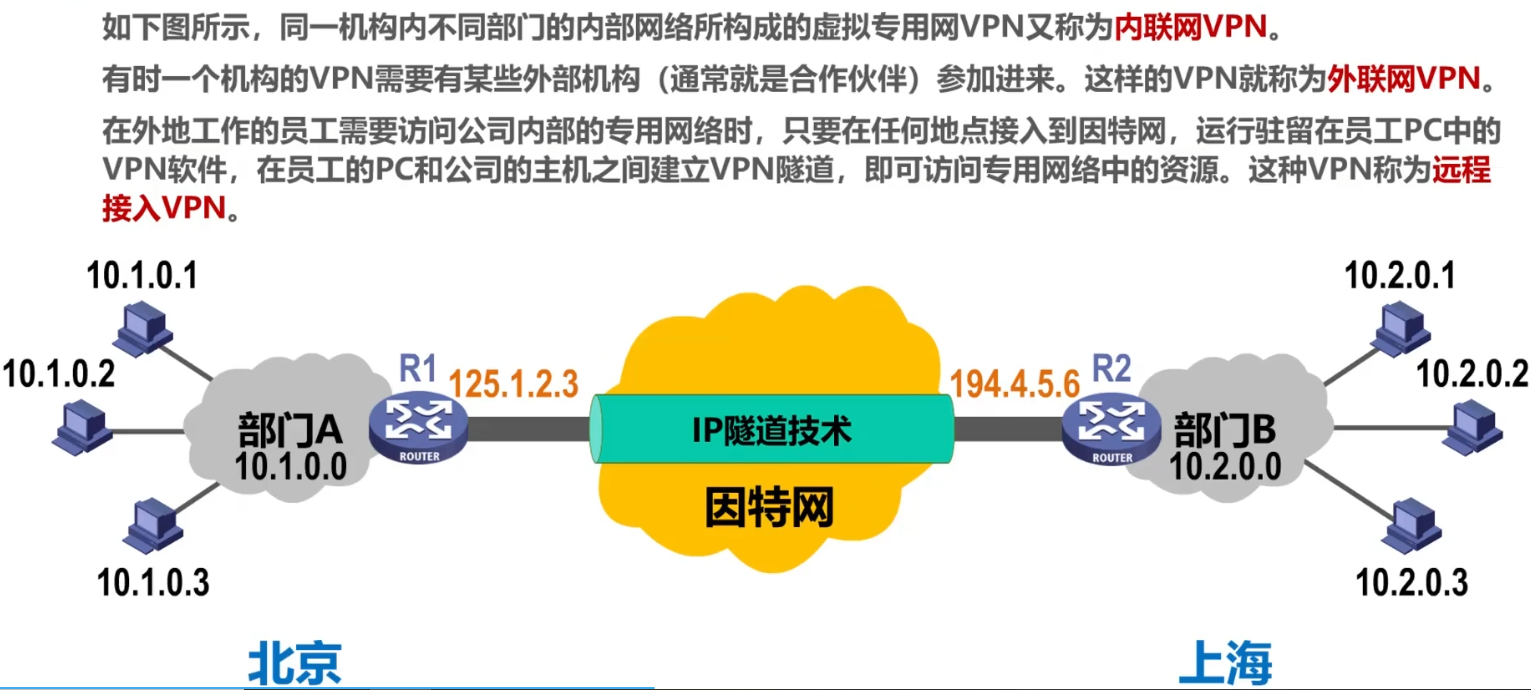 如下图所示，同一机构内不同部门的内部网络所构成的虚拟专用网VPN又称为内联网VPN。
有时一个机构的VPN需要有某些外部机构（通常就是合作伙伴）参加进来。这样的VPN就称为外联网VPN。
在外地工作的员工需要访问公司内部的专用网络时，只要在任何地点接入到因特网，运行驻留在员工PC中的
VPN软件，在员工的PC和公司的主机之间建立VPN隧道，即可访问专用网络中的资源。这种VPN称为远程
接入VPN。
10.1.0.1
10.2.0.1
10.1.0.2
R1
125.1.2.3
194.4.5.6
R2
10.2.0.2
部门A
10.1.0.0
ROUTER
IP隧道技术
ROUTER
部门B
10.2.0.0
因特网
10.1.0.3
10.2.0.3
北京
上海